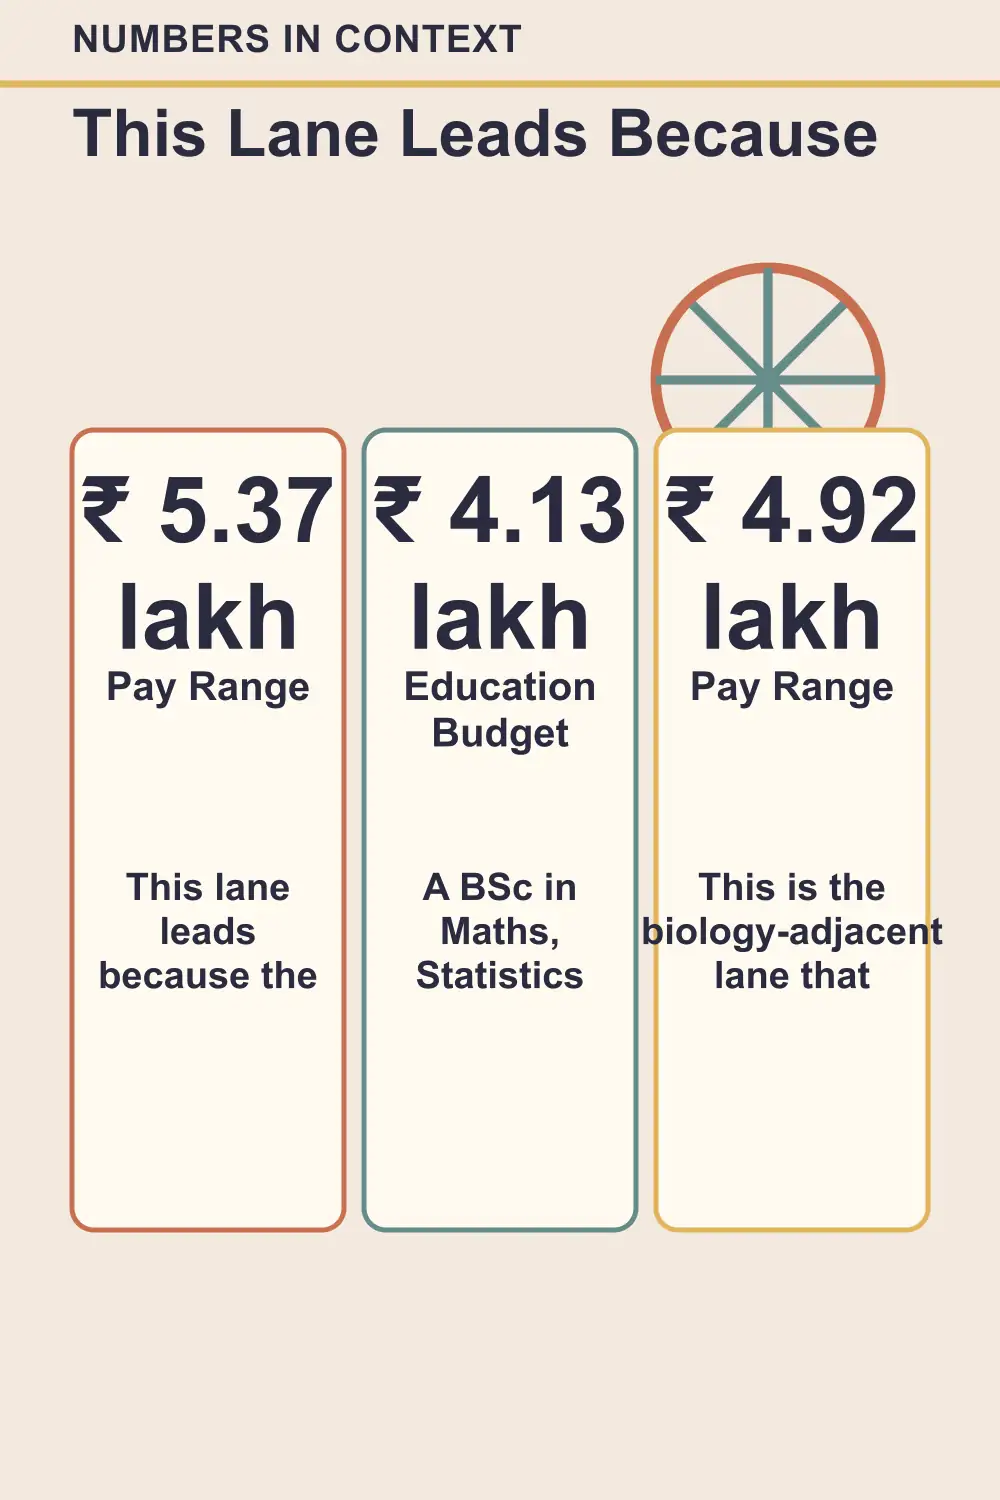 NUMBERS IN CONTEXT
This Lane Leads Because
₹ 5.37
lakh
Pay Range
This lane
leads
because the
₹ 4.13
lakh
Education
Budget
A BSc in
Maths,
Statistics
₹ 4.92
lakh
Pay Range
This is the
biology-adjacent
lane that